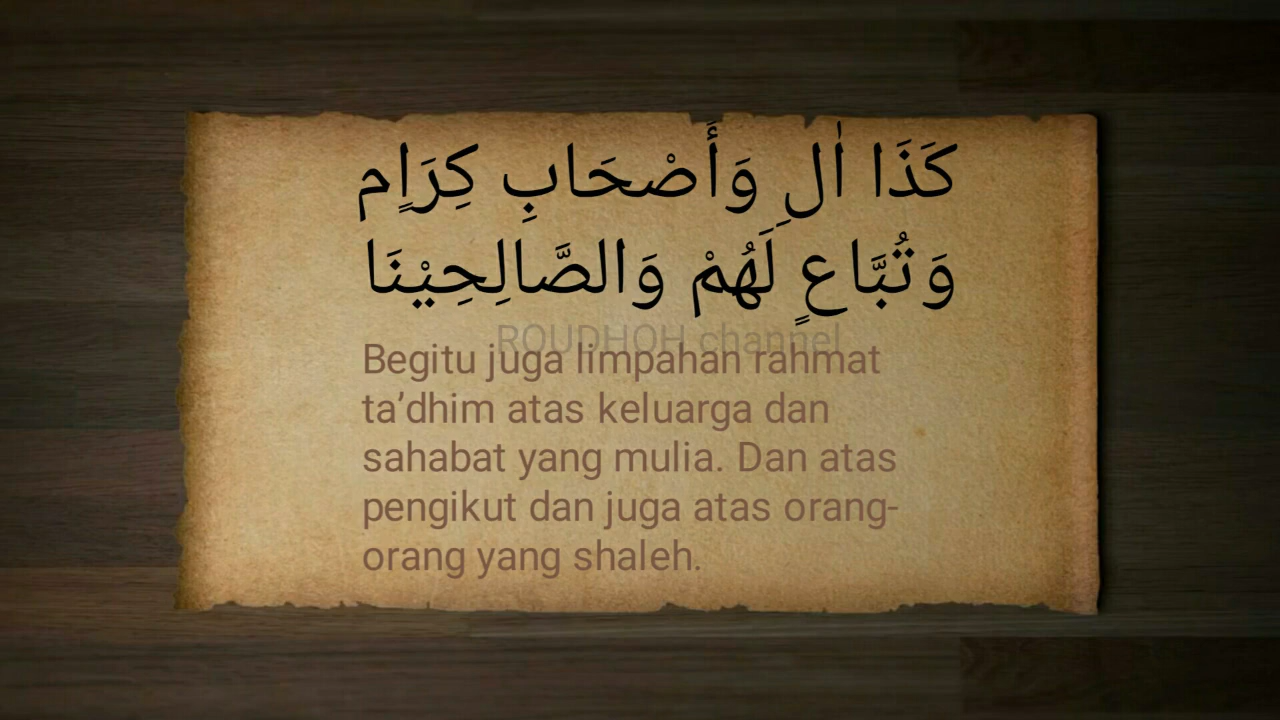 كَذَا اٰلِ وَأَصْحَابِ كِرَاٍم
وَتُبَّاعٍ لَهُمْ وَالصَّالِحِيْنَا
ROUDHOH channel
Begitu juga limpahan rahmat
ta’dhim atas keluarga dan
sahabat yang mulia. Dan atas
pengikut dan juga atas orang-
orang yang shaleh.